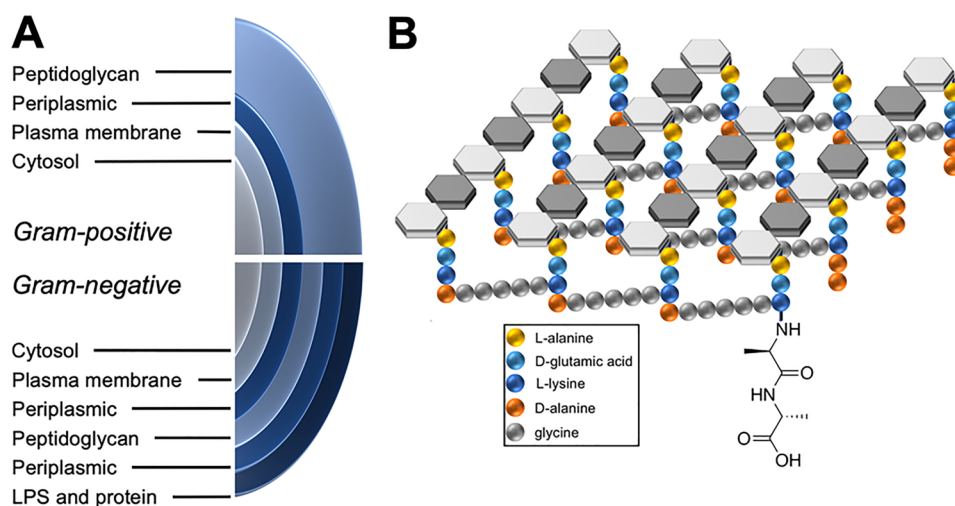 A
Peptidoglycan
Periplasmic
Plasma membrane
Cytosol
Gram-positive
Gram-negative
Cytosol
Plasma membrane
Periplasmic
Peptidoglycan
Periplasmic
LPS and protein
B
L-alanine
D-glutamic acid
L-lysine
D-alanine
glycine
NH
O
HN
O
OH